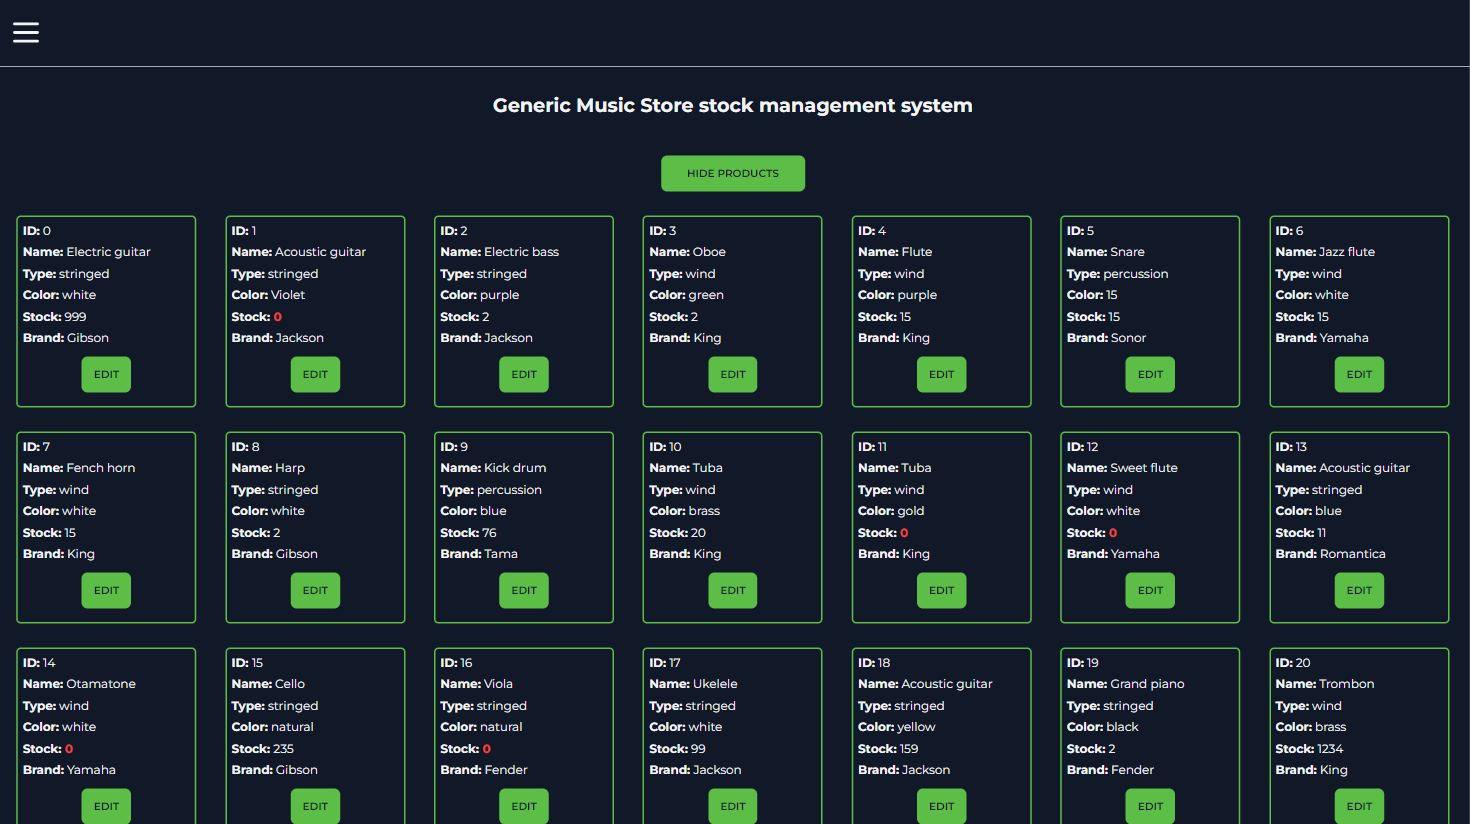 Generic Music Store stock management system
HIDE PRODUCTS
ID: 0
Name: Electric guitar
Type: stringed
Color: white
Stock: 999
Brand: Gibson
EDIT
ID: 1
Name: Acoustic guitar
Type: stringed
Color: Violet
Stock: 0
Brand: Jackson
EDIT
ID: 2
Name: Electric bass
Type: stringed
Color: purple
Stock: 2
Brand: Jackson
EDIT
ID: 3
Name: Oboe
Type: wind
Color: green
Stock: 2
Brand: King
EDIT
ID: 4
Name: Flute
Type: wind
Color: purple
Stock: 15
Brand: King
EDIT
ID: 5
Name: Snare
Type: percussion
Color: 15
Stock: 15
Brand: Sonor
EDIT
ID: 6
Name: Jazz flute
Type: wind
Color: white
Stock: 15
Brand: Yamaha
EDIT
ID: 7
Name: Fench horn
Type: wind
Color: white
Stock: 15
Brand: King
EDIT
ID: 8
Name: Harp
Type: stringed
Color: white
Stock: 2
Brand: Gibson
EDIT
ID: 9
Name: Kick drum
Type: percussion
Color: blue
Stock: 76
Brand: Tama
EDIT
ID: 10
Name: Tuba
Type: wind
Color: brass
Stock: 20
Brand: King
EDIT
ID: 11
Name: Tuba
Type: wind
Color: gold
Stock: 0
Brand: King
EDIT
ID: 12
Name: Sweet flute
Type: wind
Color: white
Stock: 0
Brand: Yamaha
EDIT
ID: 13
Name: Acoustic guitar
Type: stringed
Color: blue
Stock: 11
Brand: Romantica
EDIT
ID: 14
Name: Otamatone
Type: wind
Color: white
Stock: 0
Brand: Yamaha
EDIT
ID: 15
Name: Cello
Type: stringed
Color: natural
Stock: 235
Brand: Gibson
EDIT
ID: 16
Name: Viola
Type: stringed
Color: natural
Stock: 0
Brand: Fender
EDIT
ID: 17
Name: Ukelele
Type: stringed
Color: white
Stock: 99
Brand: Jackson
EDIT
ID: 18
Name: Acoustic guitar
Type: stringed
Color: yellow
Stock: 159
Brand: Jackson
EDIT
ID: 19
Name: Grand piano
Type: stringed
Color: black
Stock: 2
Brand: Fender
EDIT
ID: 20
Name: Trombon
Type: wind
Color: brass
Stock: 1234
Brand: King
EDIT